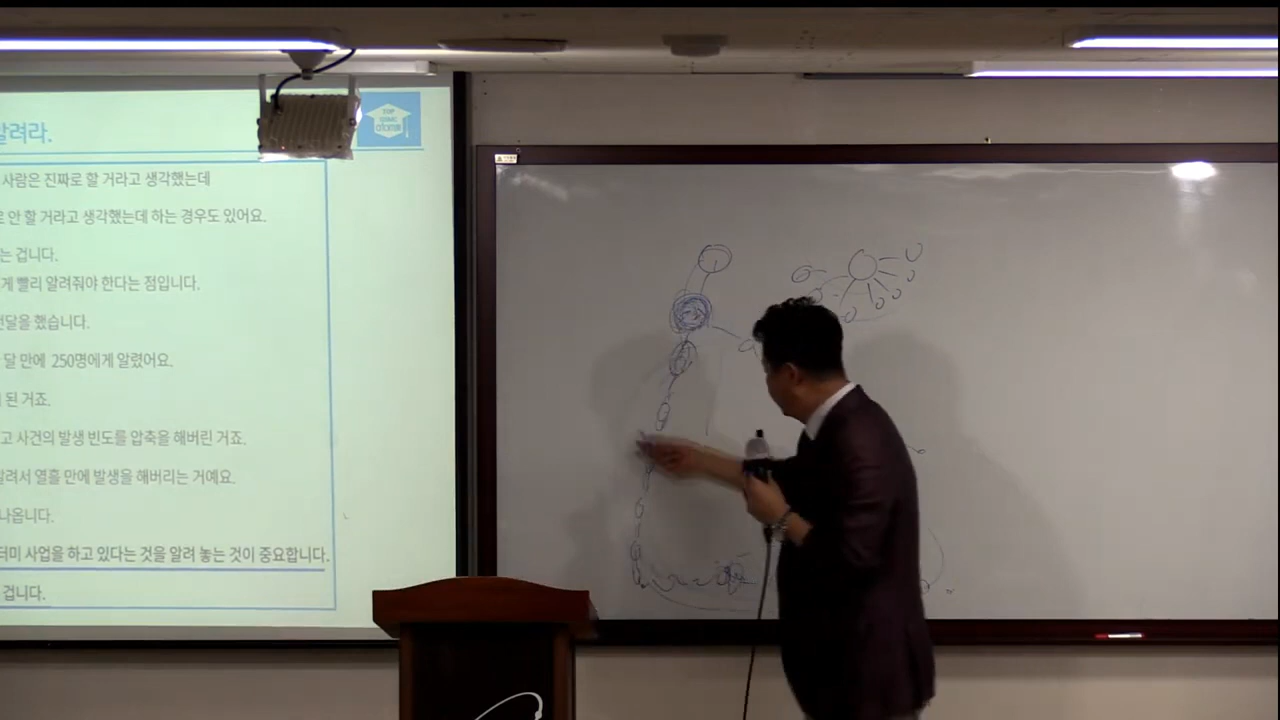 알려라.
사람은 진짜로 할 거라고 생각했는데
로 안 할 거라고 생각했는데 하는 경우도 있어요.
는 겁니다.
게 빨리 알려줘야 한다는 점입니다.
전달을 했습니다.
달 만에 250명에게 알렸어요.
된 거죠.
고 사건의 발생 빈도를 압축을 해버린 거죠.
알려서 열흘 만에 발생을 해버리는 거예요.
나옵니다.
터미 사업을 하고 있다는 것을 알려 놓는 것이 중요합니다.
겁니다.